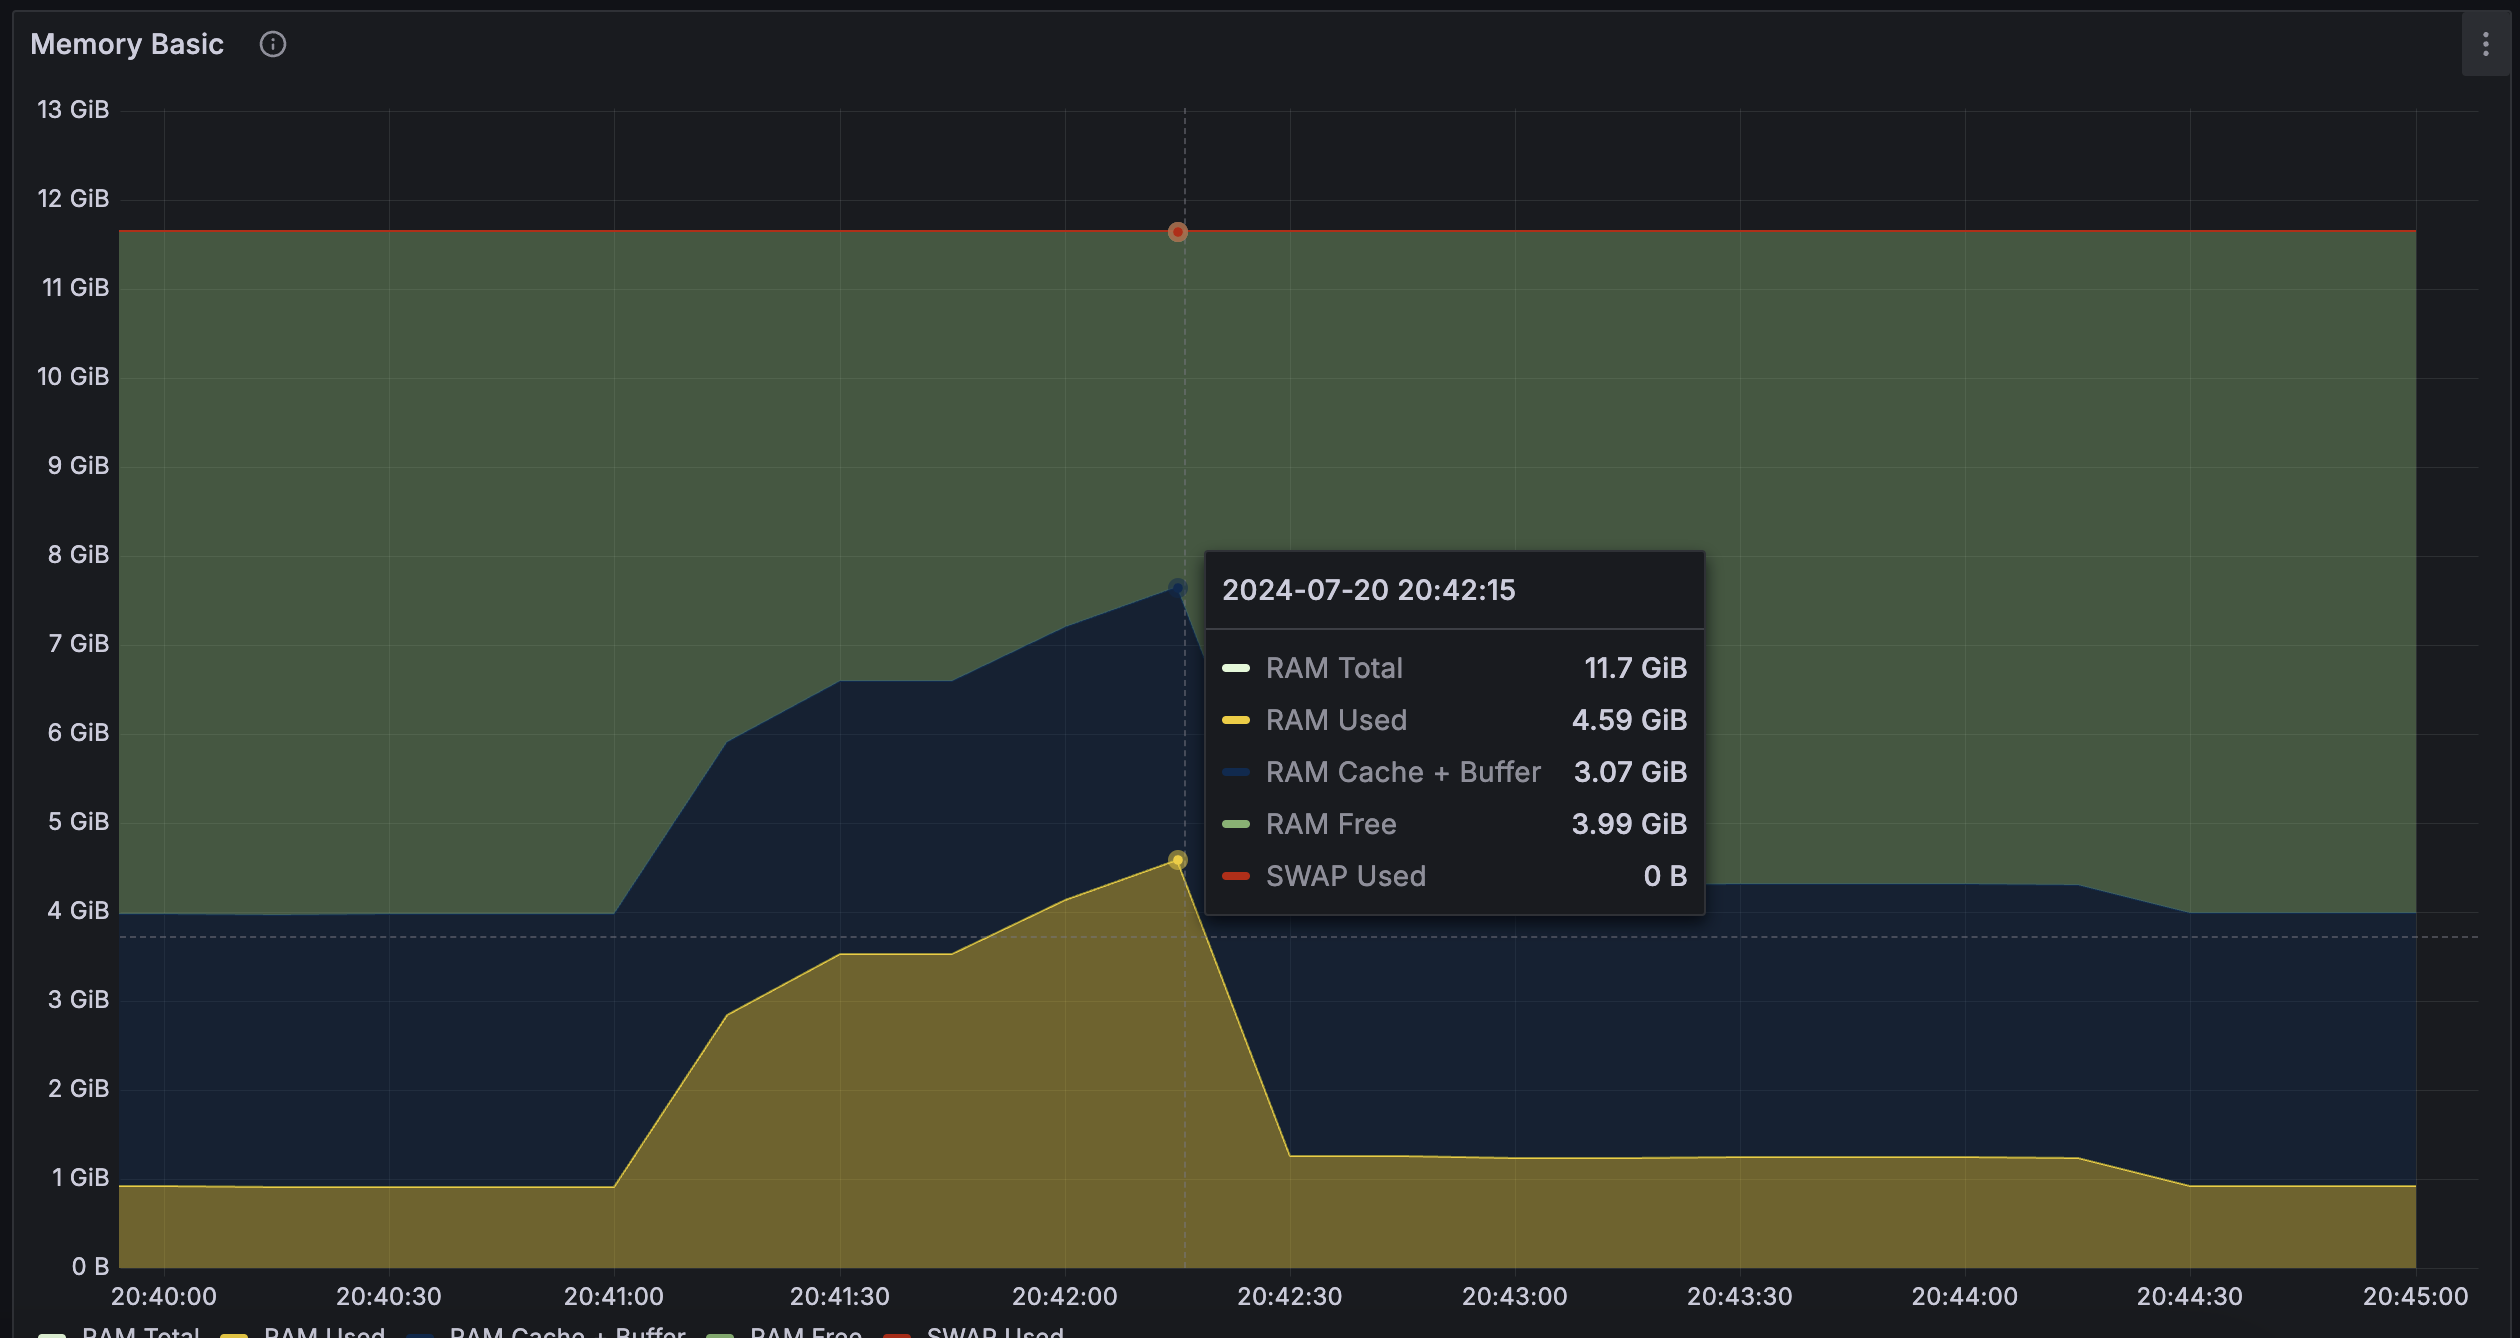 Memory Basic
13 GiB
12 GiB
11 GiB
10 GiB
9 GiB
8 GiB
7 GiB
6 GiB
5 GiB
4 GiB
3 GiB
2 GiB
1 GiB
0 B
2024-07-20 20:42:15
RAM Total 11.7 GiB
RAM Used 4.59 GiB
RAM Cache + Buffer 3.07 GiB
RAM Free 3.99 GiB
SWAP Used 0 B
20:40:00 20:40:30 20:41:00 20:41:30 20:42:00 20:42:30 20:43:00 20:43:30 20:44:00 20:44:30 20:45:00
RAM Total RAM Used RAM Cache + Buffer RAM Free SWAP Used